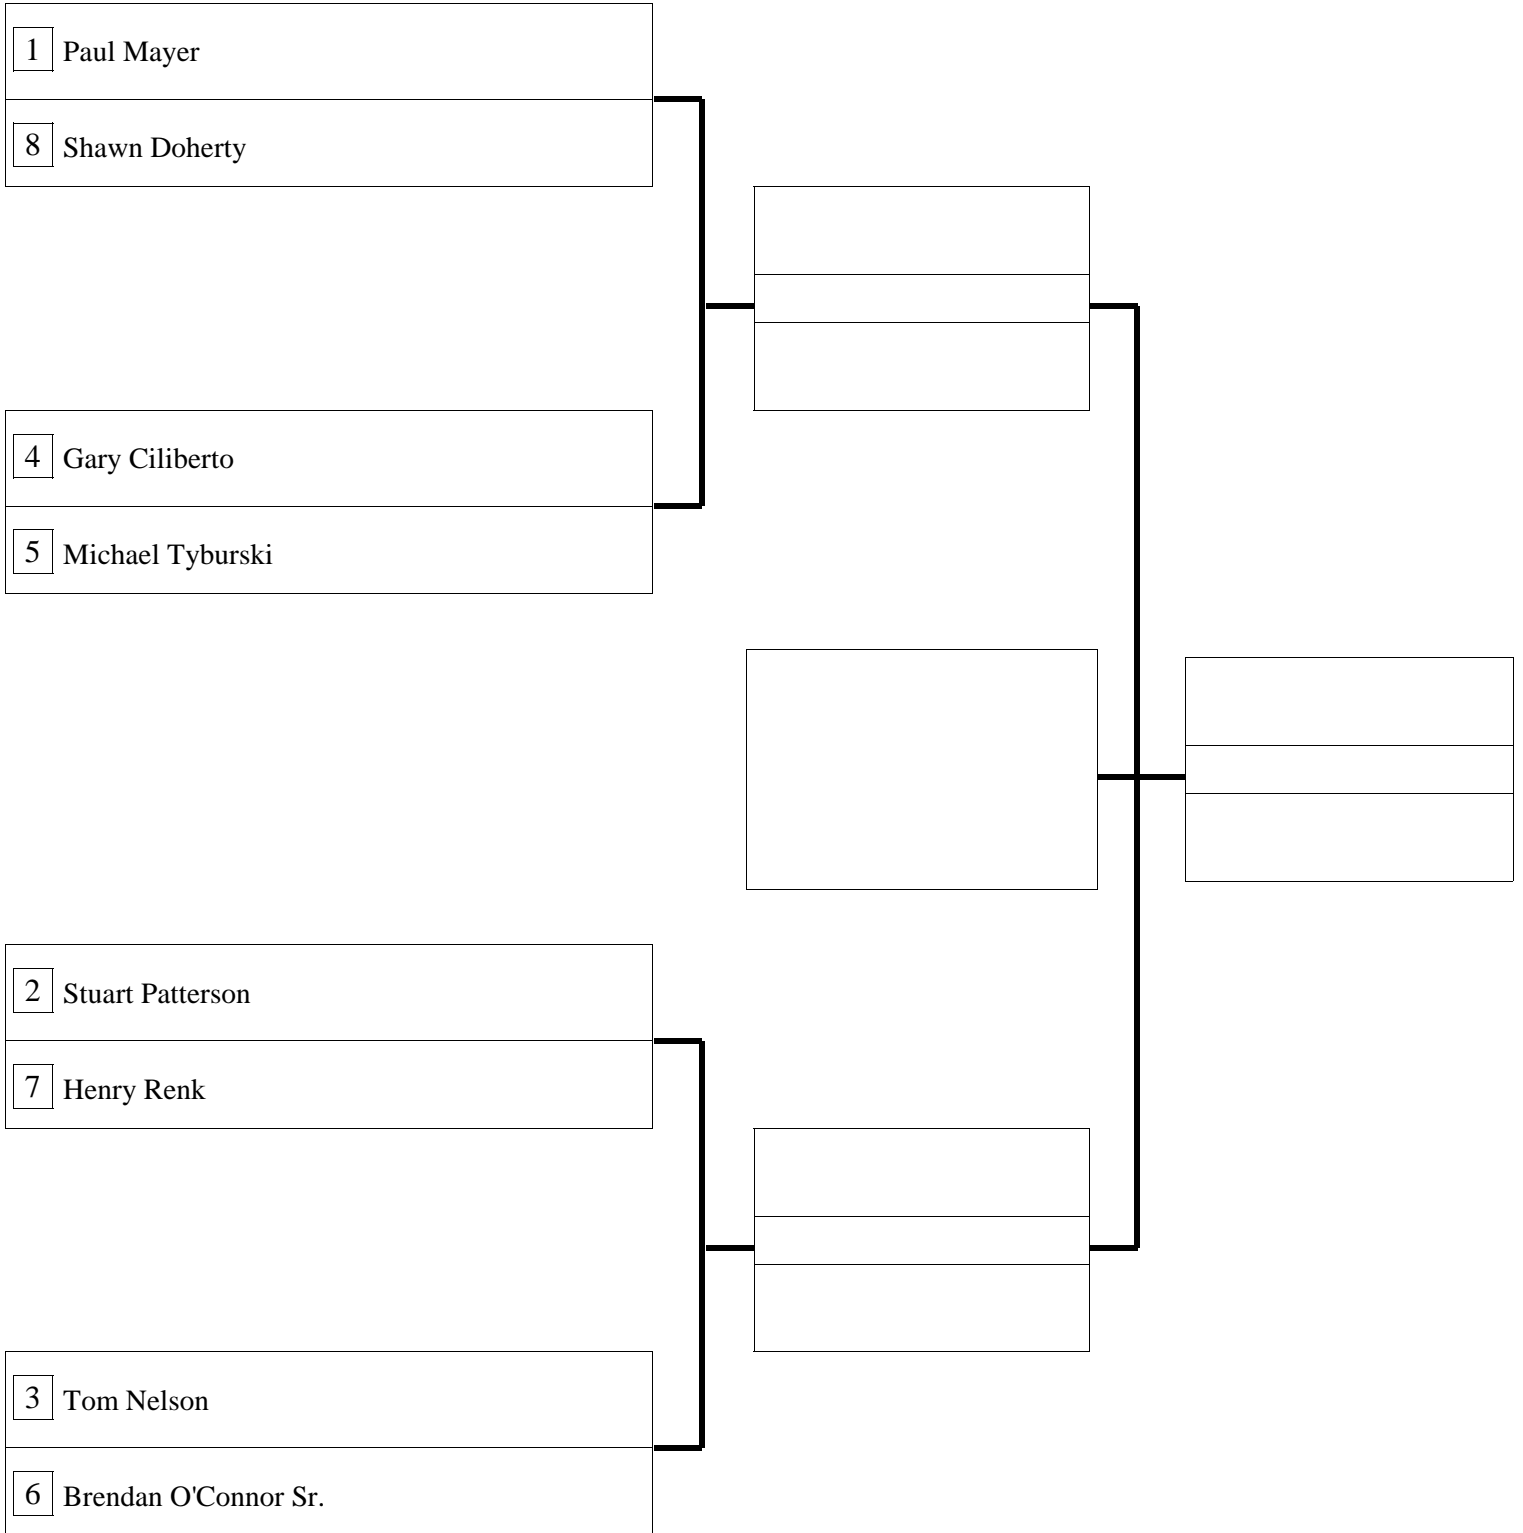 1 Paul Mayer
8 Shawn Doherty
4 Gary Ciliberto
5 Michael Tyburski
2 Stuart Patterson
7 Henry Renk
3 Tom Nelson
6 Brendan O'Connor Sr.